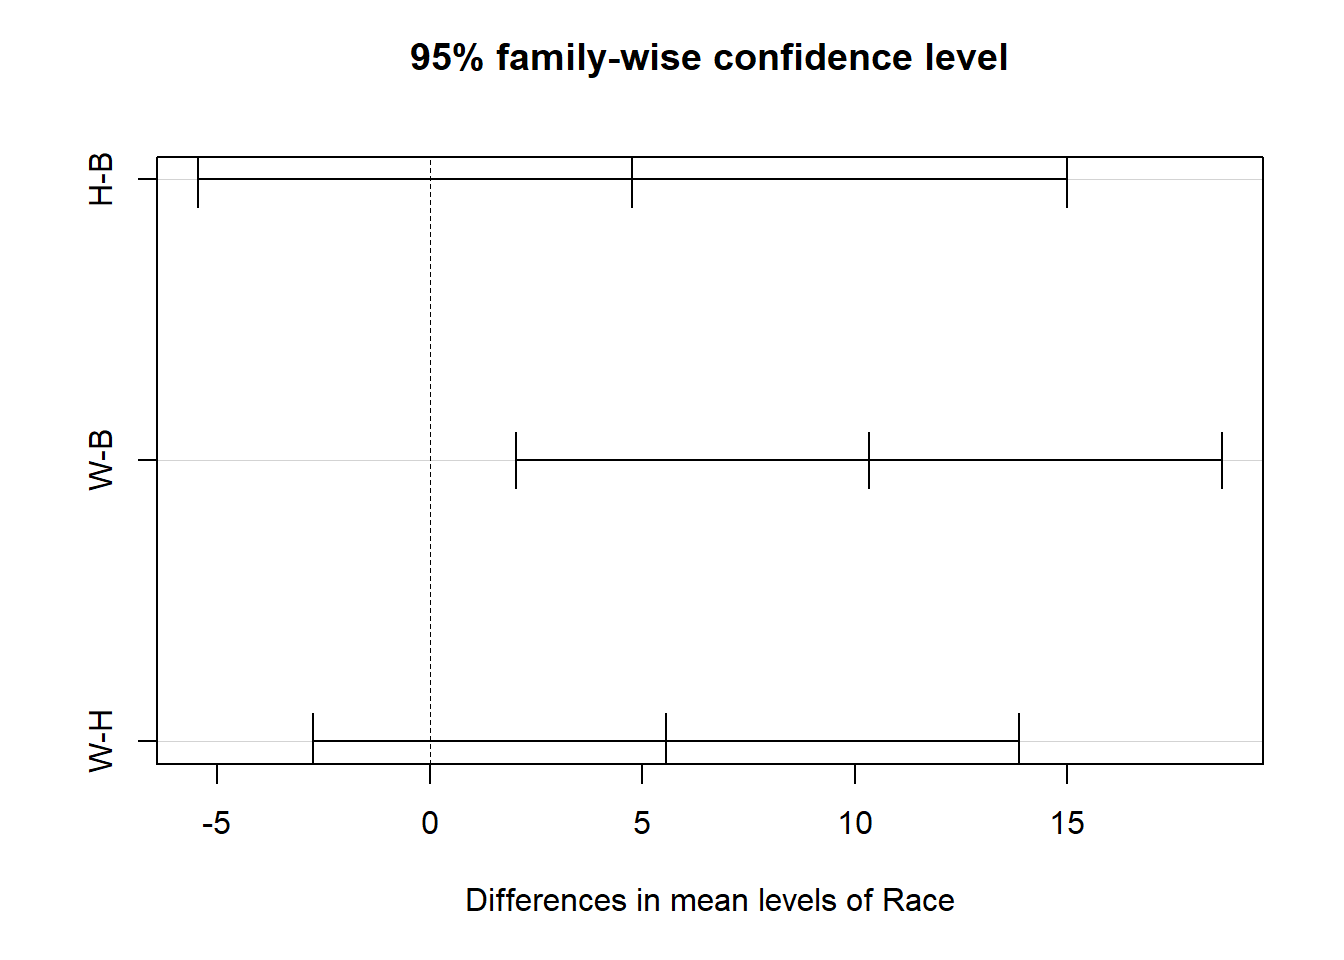 95% family-wise confidence level
H-B
W-B
W-H
-5 0 5 10 15
Differences in mean levels of Race